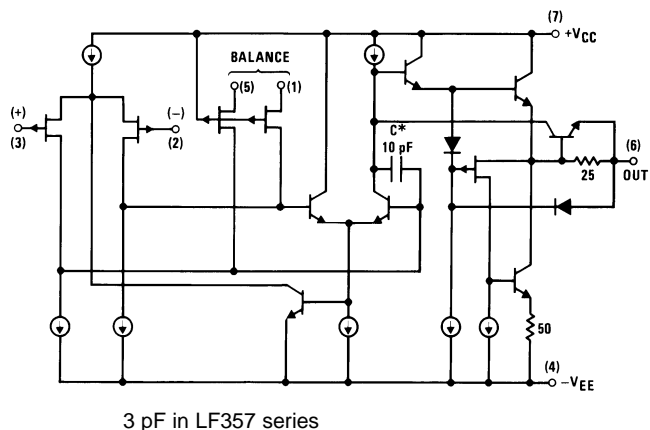 (7)
+VCC
BALANCE
(5) (1)
(+)
(3)
(−)
(2)
C*
10 pF
(6)
OUT
25
50
(4)
−VEE
3 pF in LF357 series